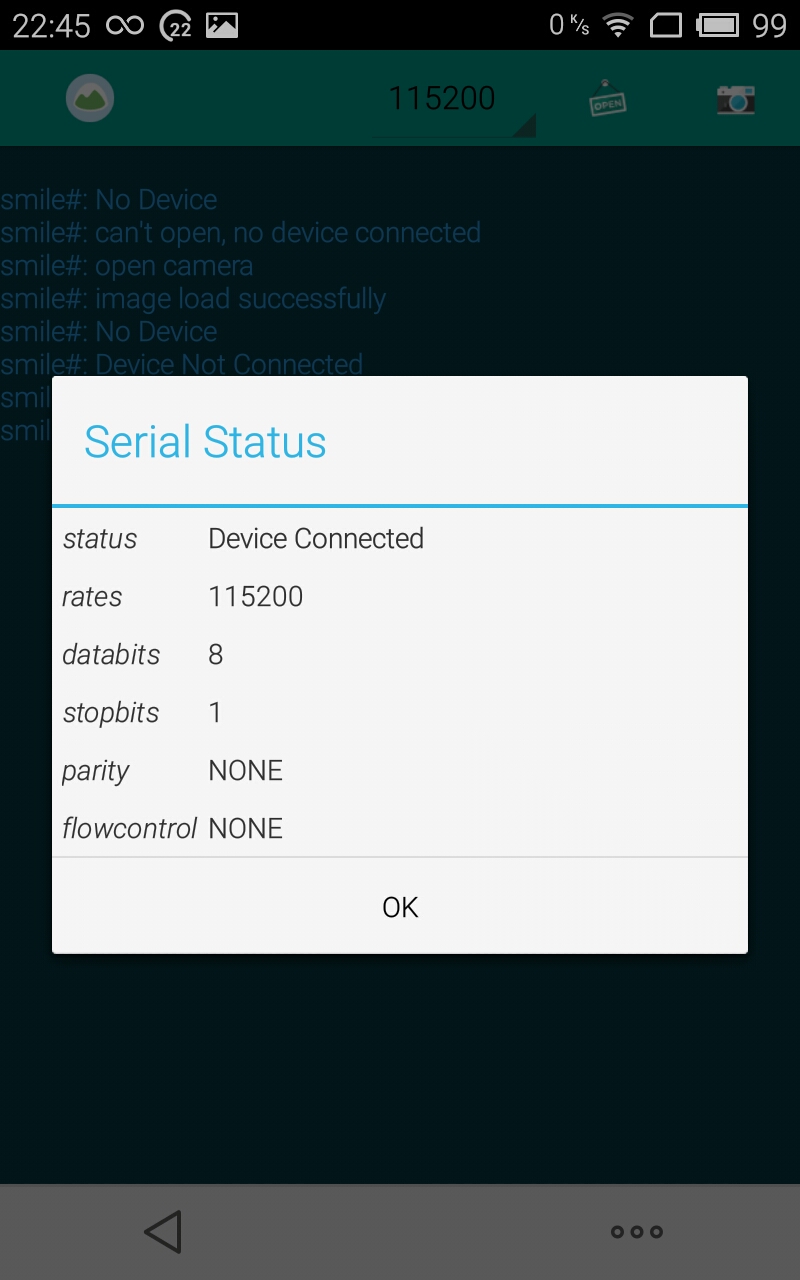 22:45 22 0 K/s 99
115200 OPEN
smile#: No Device
smile#: can't open, no device connected
smile#: open camera
smile#: image load successfully
smile#: No Device
smile#: Device Not Connected
smil
smil
Serial Status
status Device Connected
rates 115200
databits 8
stopbits 1
parity NONE
flowcontrol NONE
OK